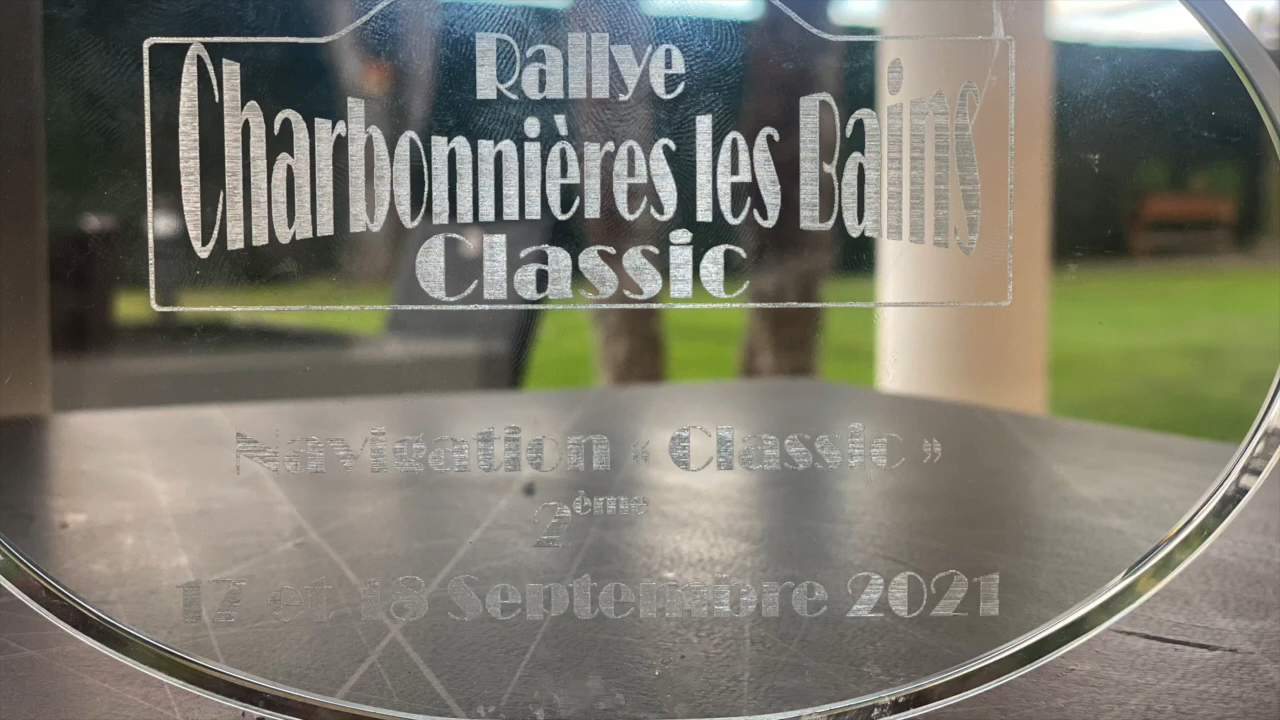 Rallye
Charbonnières les Bains
Classic
Navigation « Classic »
2ème
17 et 18 Septembre 2021